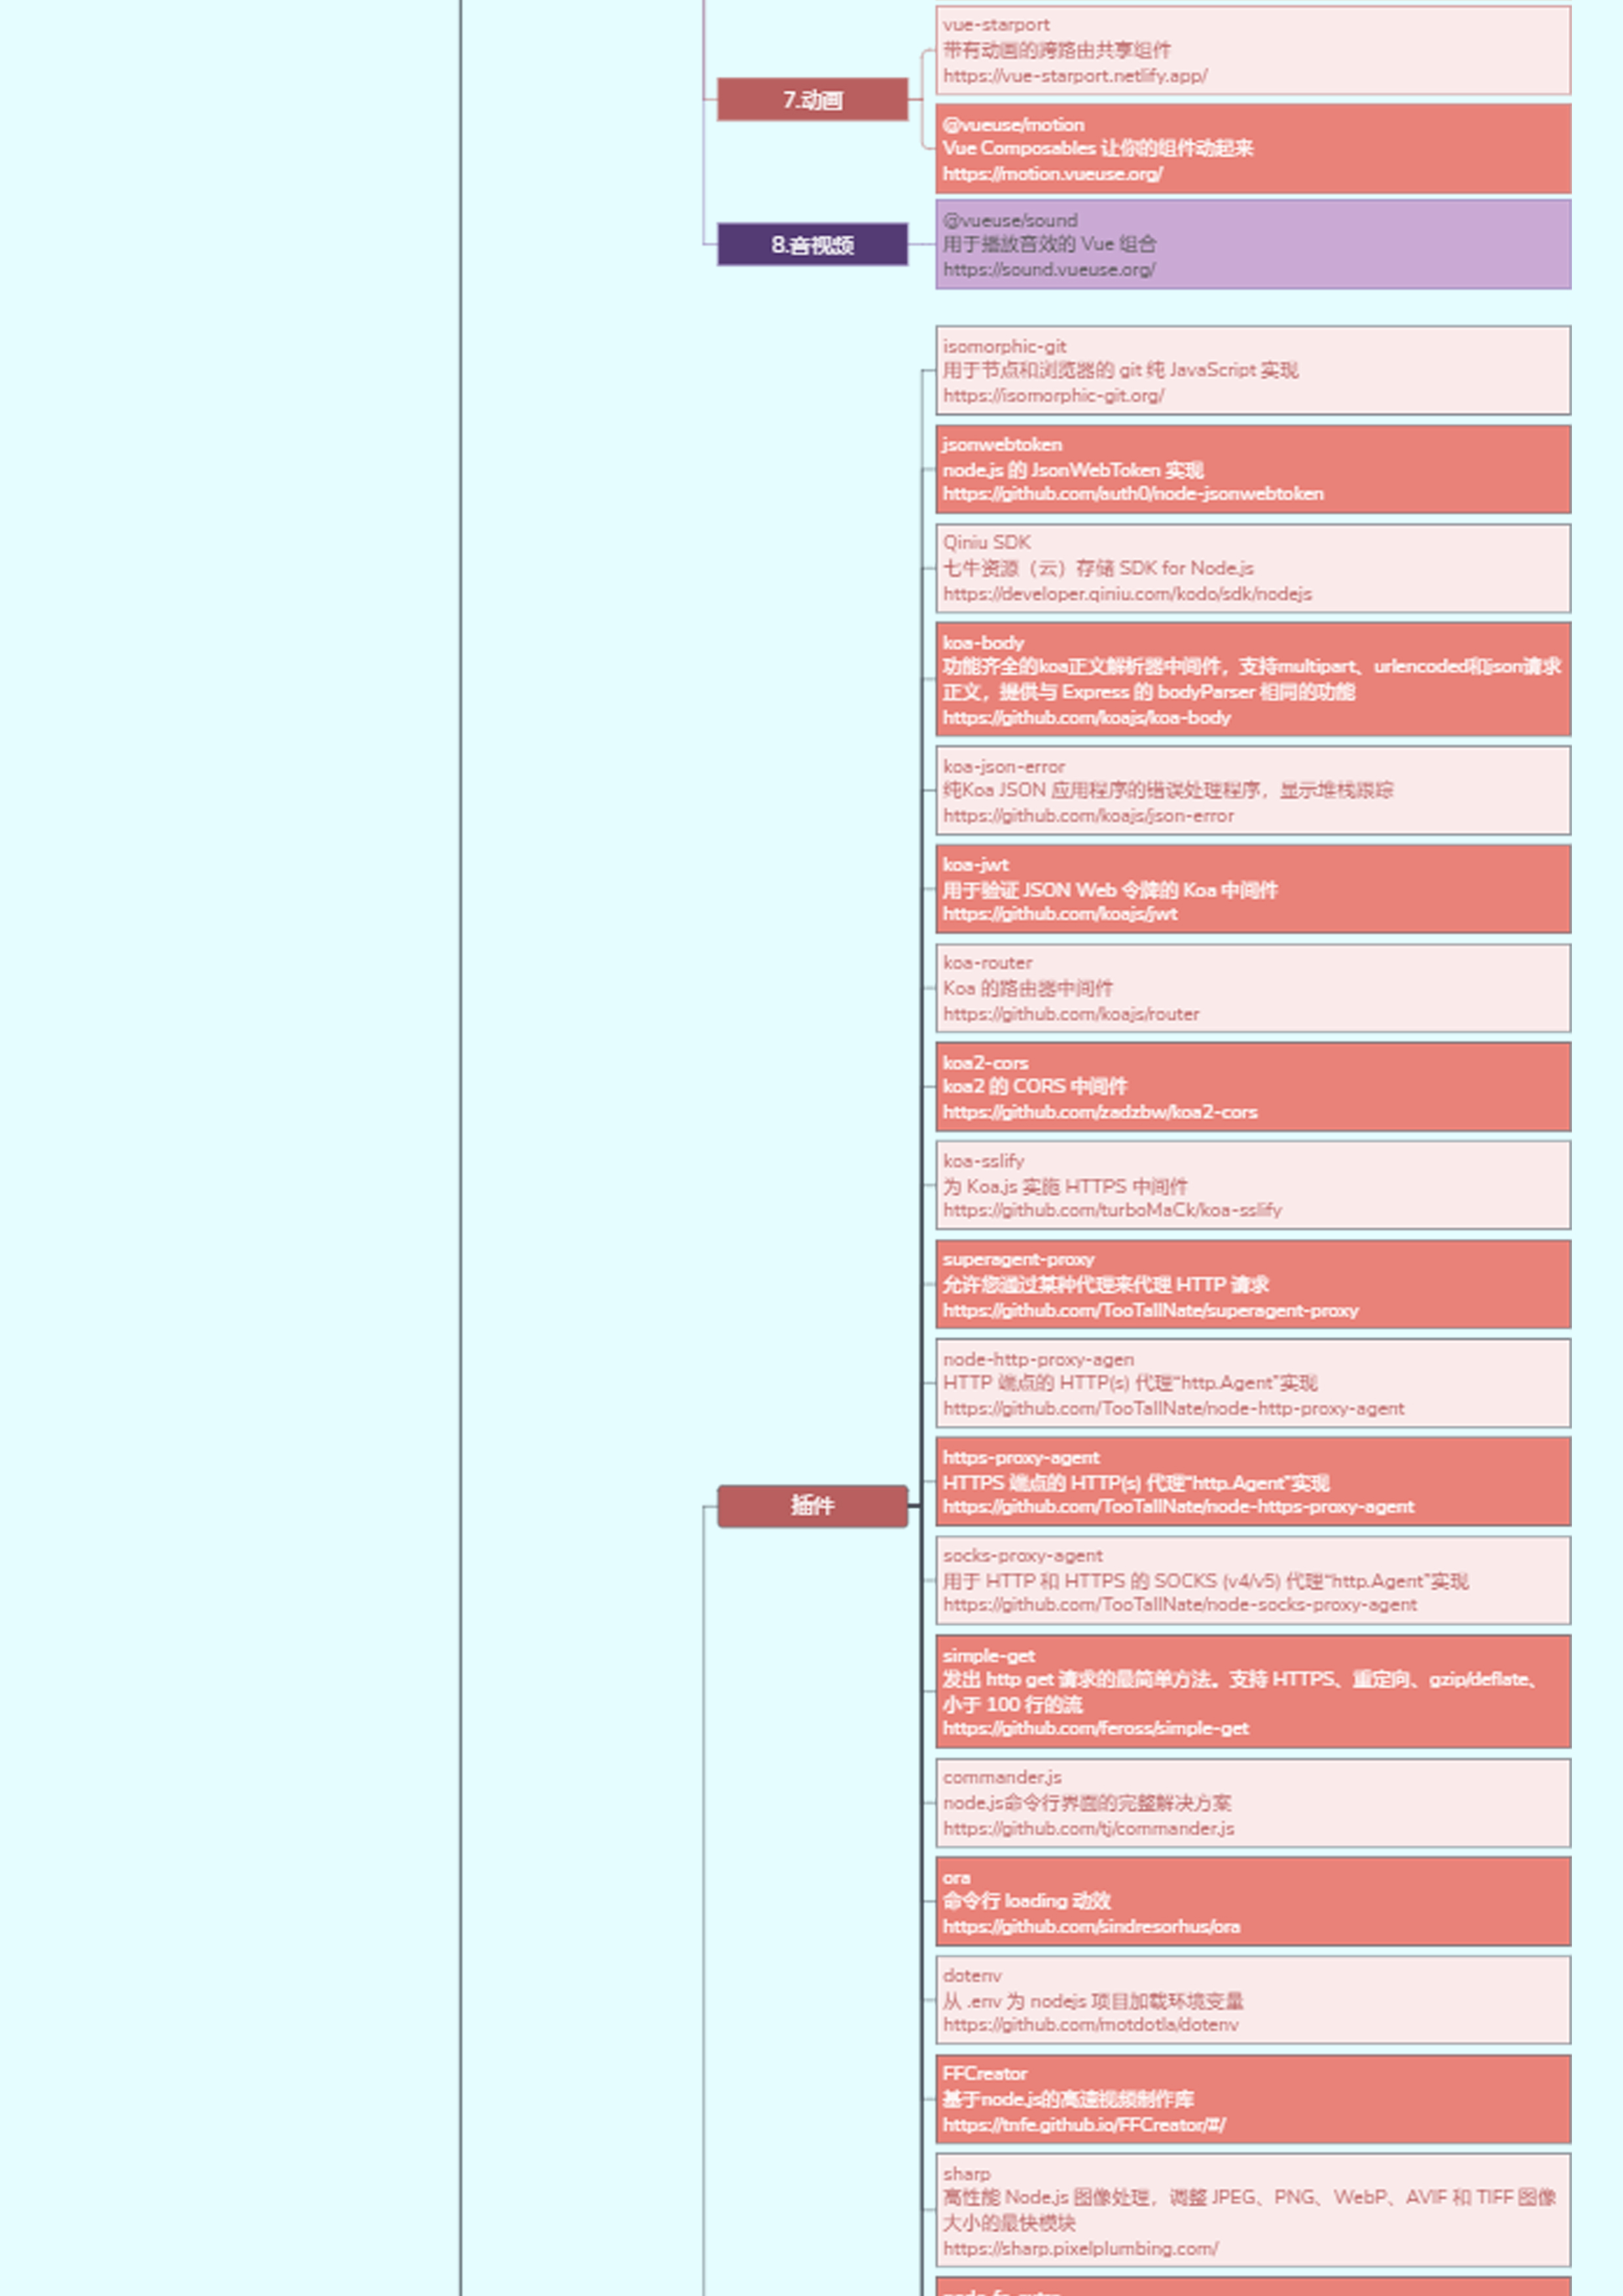 vue-starport
带有动画的跨路由共享组件
https://vue-starport.netlify.app/
7.动画
@vueuse/motion
Vue Composables 让你的组件动起来
https://motion.vueuse.org/
8.音视频
@vueuse/sound
用于播放音效的 Vue 组合
https://sound.vueuse.org/
isomorphic-git
用于节点和浏览器的 git 纯 JavaScript 实现
https://isomorphic-git.org/
jsonwebtoken
node.js 的 JsonWebToken 实现
https://github.com/auth0/node-jsonwebtoken
Qiniu SDK
七牛资源（云）存储 SDK for Node.js
https://developer.qiniu.com/kodo/sdk/nodejs
koa-body
功能齐全的koa正文解析器中间件，支持multipart、urlencoded和json请求
正文，提供与 Express 的 bodyParser 相同的功能
https://github.com/koajs/koa-body
koa-json-error
纯Koa JSON 应用程序的错误处理程序，显示堆栈跟踪
https://github.com/koajs/json-error
koa-jwt
用于验证 JSON Web 令牌的 Koa 中间件
https://github.com/koajs/jwt
koa-router
Koa 的路由器中间件
https://github.com/koajs/router
koa2-cors
koa2 的 CORS 中间件
https://github.com/zadzbw/koa2-cors
koa-sslify
为 Koa.js 实施 HTTPS 中间件
https://github.com/turboMaCk/koa-sslify
superagent-proxy
允许您通过某种代理来代理 HTTP 请求
https://github.com/TooTallNate/superagent-proxy
node-http-proxy-agen
HTTP 端点的 HTTP(s) 代理“http.Agent”实现
https://github.com/TooTallNate/node-http-proxy-agent
https-proxy-agent
HTTPS 端点的 HTTP(s) 代理“http.Agent”实现
https://github.com/TooTallNate/node-https-proxy-agent
插件
socks-proxy-agent
用于 HTTP 和 HTTPS 的 SOCKS (v4/v5) 代理“http.Agent”实现
https://github.com/TooTallNate/node-socks-proxy-agent
simple-get
发出 http get 请求的最简单方法。支持 HTTPS、重定向、gzip/deflate、
小于 100 行的流
https://github.com/feross/simple-get
commander.js
node.js命令行界面的完整解决方案
https://github.com/tj/commander.js
ora
命令行 loading 动效
https://github.com/sindresorhus/ora
dotenv
从 .env 为 nodejs 项目加载环境变量
https://github.com/motdotla/dotenv
FFCreator
基于node.js的高速视频制作库
https://tnfe.github.io/FFCreator/#/
sharp
高性能 Node.js 图像处理，调整 JPEG、PNG、WebP、AVIF 和 TIFF 图像
大小的最快模块
https://sharp.pixelplumbing.com/